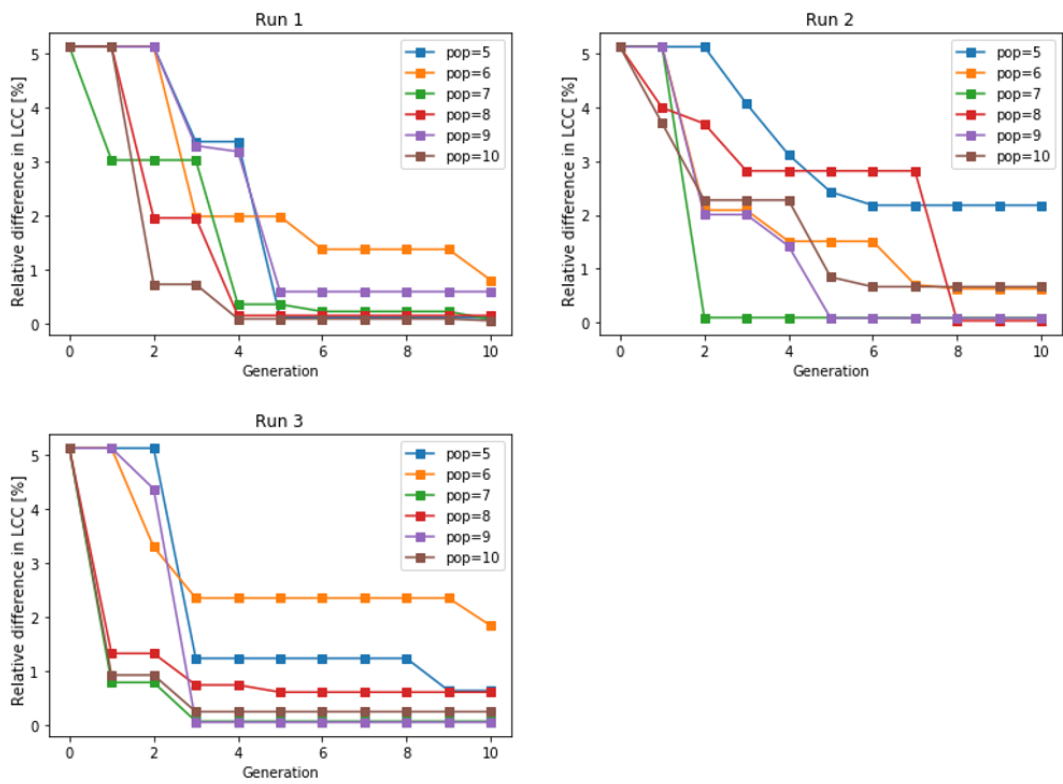 Run 1
Relative difference in LCC [%]
5
4
3
2
1
0
pop=5
pop=6
pop=7
pop=8
pop=9
pop=10
0 2 4 6 8 10
Generation
Run 2
Relative difference in LCC [%]
5
4
3
2
1
0
pop=5
pop=6
pop=7
pop=8
pop=9
pop=10
0 2 4 6 8 10
Generation
Run 3
Relative difference in LCC [%]
5
4
3
2
1
0
pop=5
pop=6
pop=7
pop=8
pop=9
pop=10
0 2 4 6 8 10
Generation